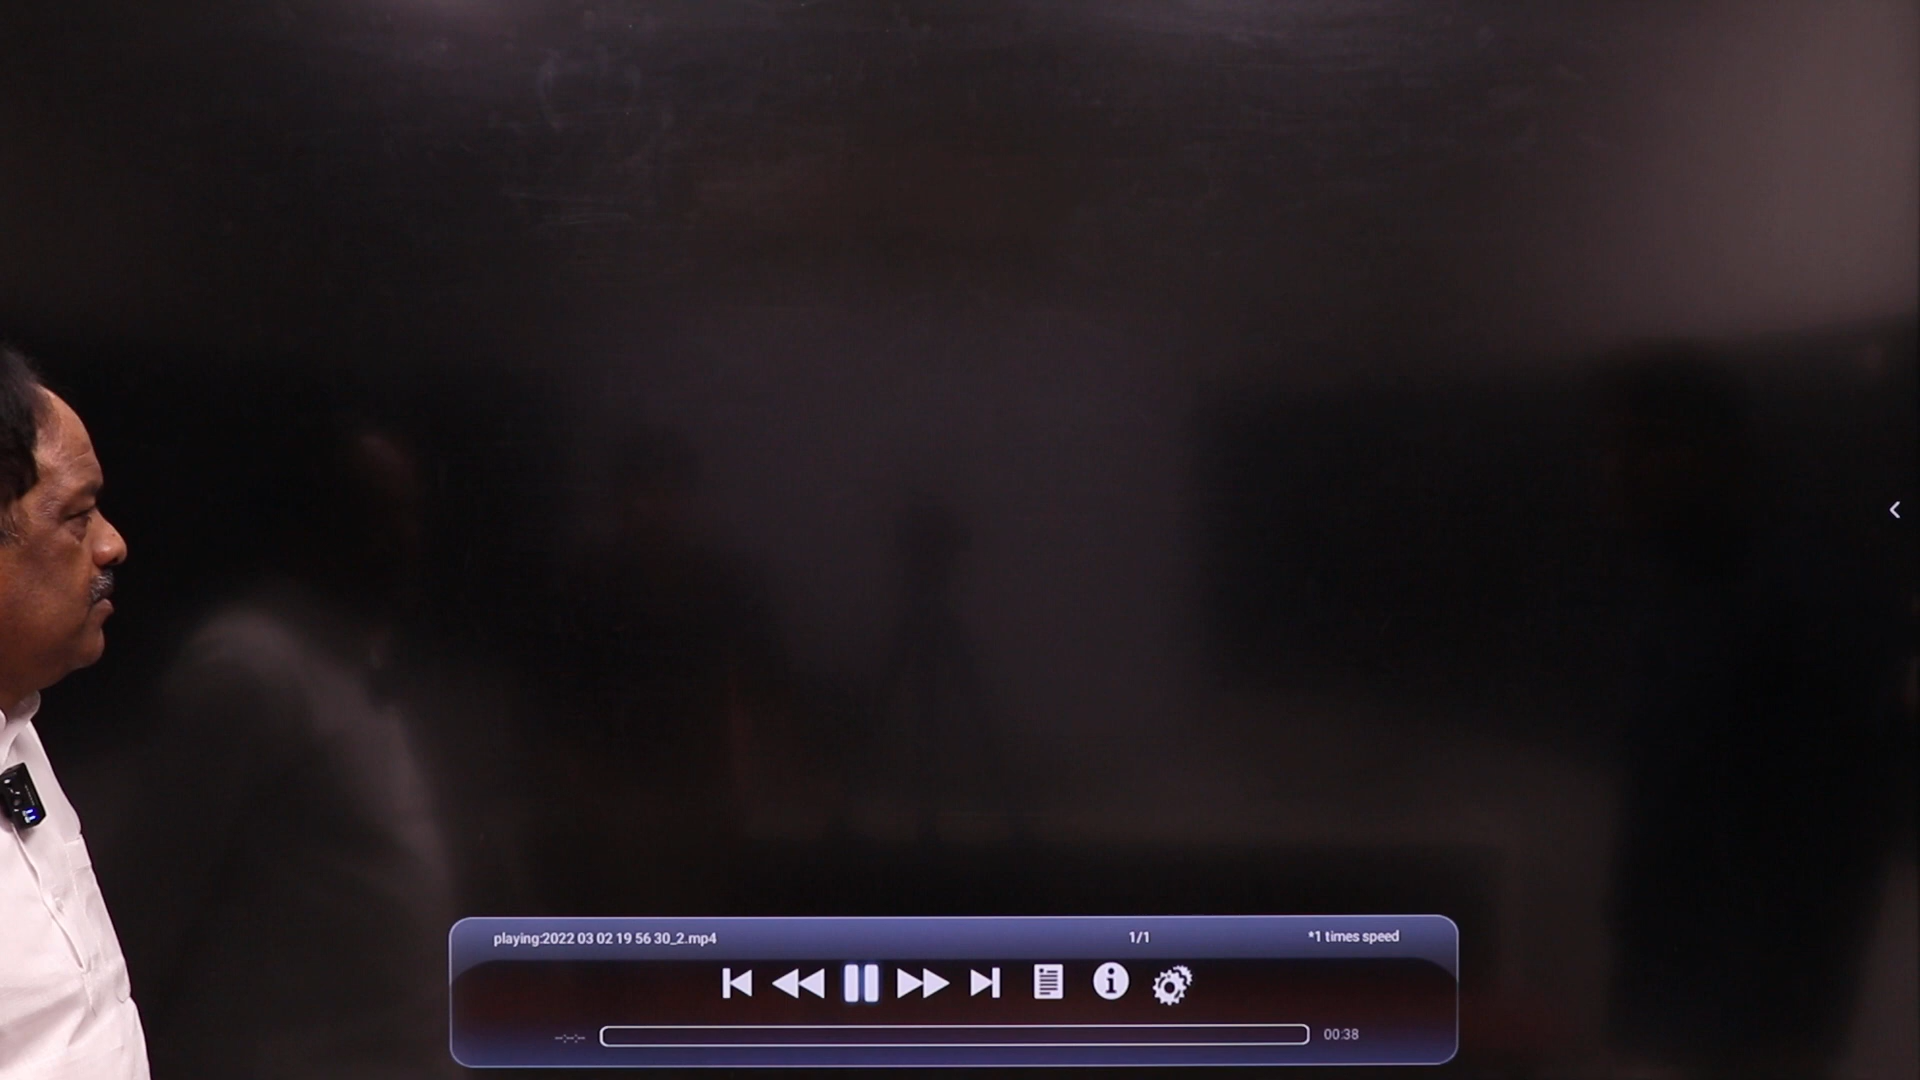 playing:2022 03 02 19 56 30_2.mp4 1/1 *1 times speed
--:--:-- 00:38